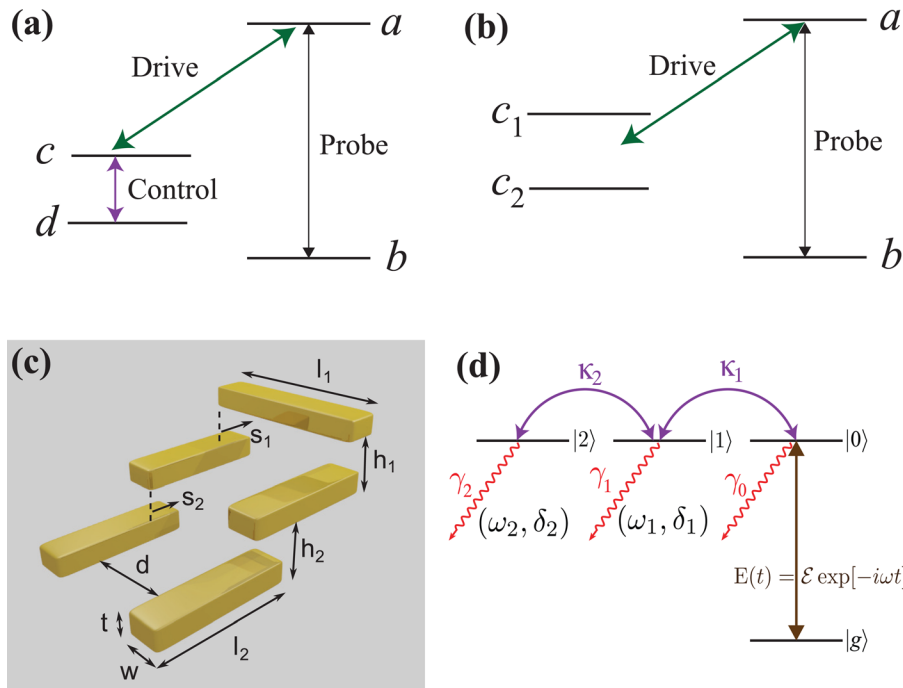 (a)
a
Drive
Probe
c
Control
d
b
(b)
a
Drive
c₁
Probe
c₂
b
(c)
l₁
s₁
h₁
s₂
h₂
d
t
w
l₂
(d)
κ₂ κ₁
|2⟩ |1⟩ |0⟩
γ₂ γ₁ γ₀
(ω₂, δ₂) (ω₁, δ₁)
E(t) = ℰ exp[−iωt]
|g⟩